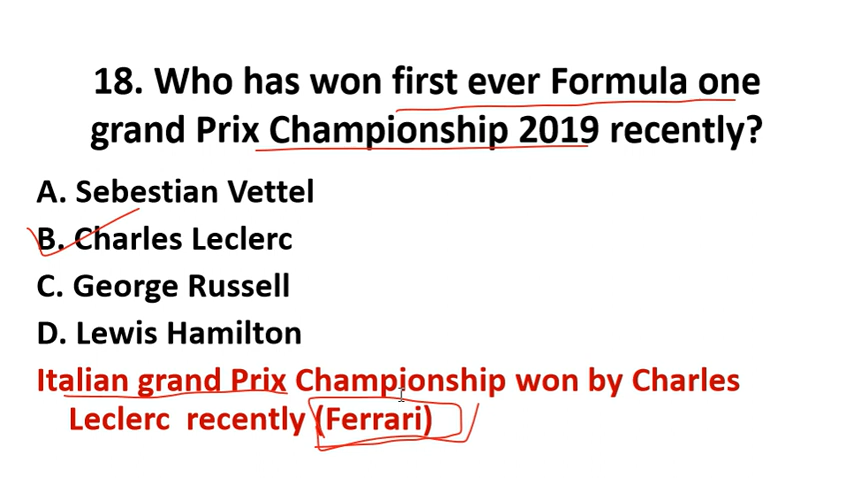 18. Who has won first ever Formula one
grand Prix Championship 2019 recently?
A. Sebestian Vettel
B. Charles Leclerc
C. George Russell
D. Lewis Hamilton
Italian grand Prix Championship won by Charles
Leclerc recently (Ferrari)